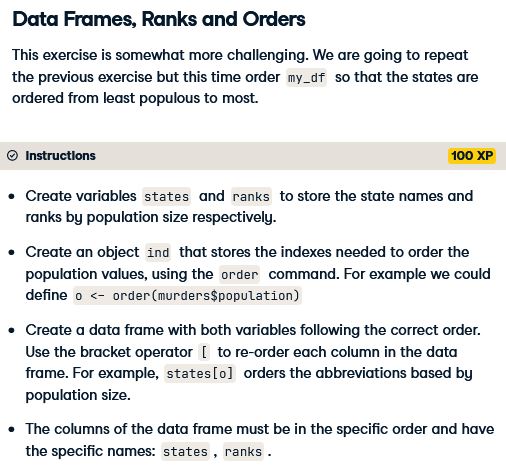 Data Frames, Ranks and Orders
This exercise is somewhat more challenging. We are going to repeat
the previous exercise but this time order my_df so that the states are
ordered from least populous to most.
Instructions 100 XP
• Create variables states and ranks to store the state names and
ranks by population size respectively.
• Create an object ind that stores the indexes needed to order the
population values, using the order command. For example we could
define o <- order(murders$population)
• Create a data frame with both variables following the correct order.
Use the bracket operator [ to re-order each column in the data
frame. For example, states[o] orders the abbreviations based by
population size.
• The columns of the data frame must be in the specific order and have
the specific names: states , ranks .